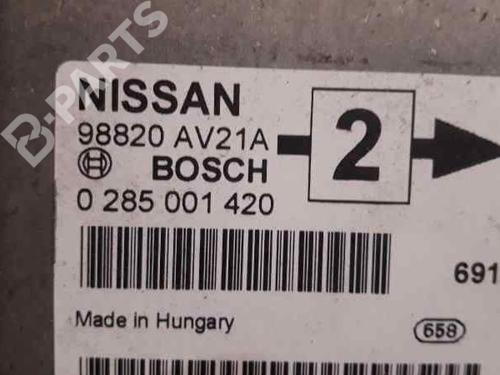 B-PARTS
NISSAN
98820 AV21A
2
BOSCH
0 285 001 420
691
Made in Hungary
658